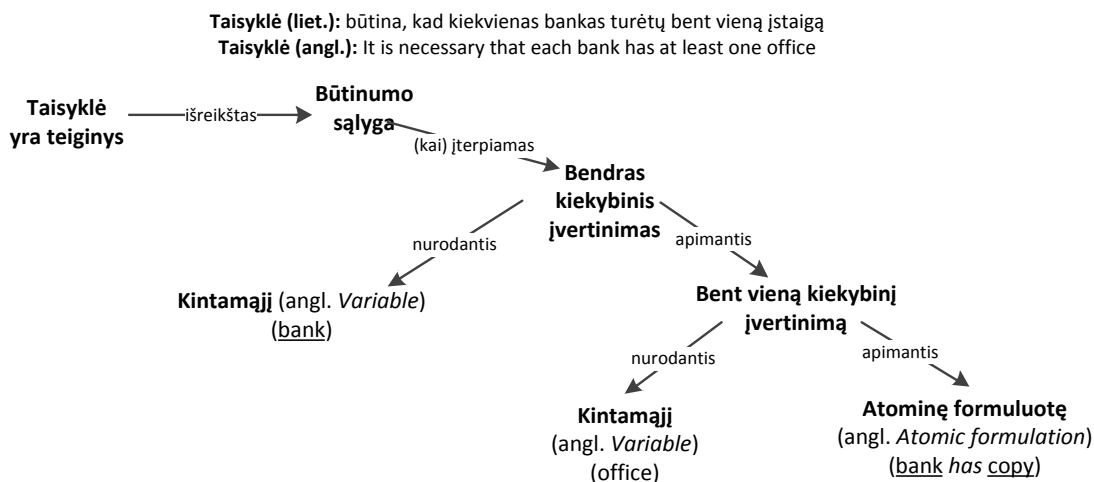 Taisyklė (liet.): būtina, kad kiekvienas bankas turėtų bent vieną įstaigą
Taisyklė (angl.): It is necessary that each bank has at least one office
Taisyklė
yra teiginys
išreikštas
Būtinumo
sąlyga
(kai) įterpiamas
Bendras
kiekybinis
įvertinimas
nurodantis
apimantis
Kintamąjį (angl. Variable)
(bank)
Bent vieną kiekybinį
įvertinimą
nurodantis
apimantis
Kintamąjį
(angl. Variable)
(office)
Atominę formuluotę
(angl. Atomic formulation)
(bank has copy)